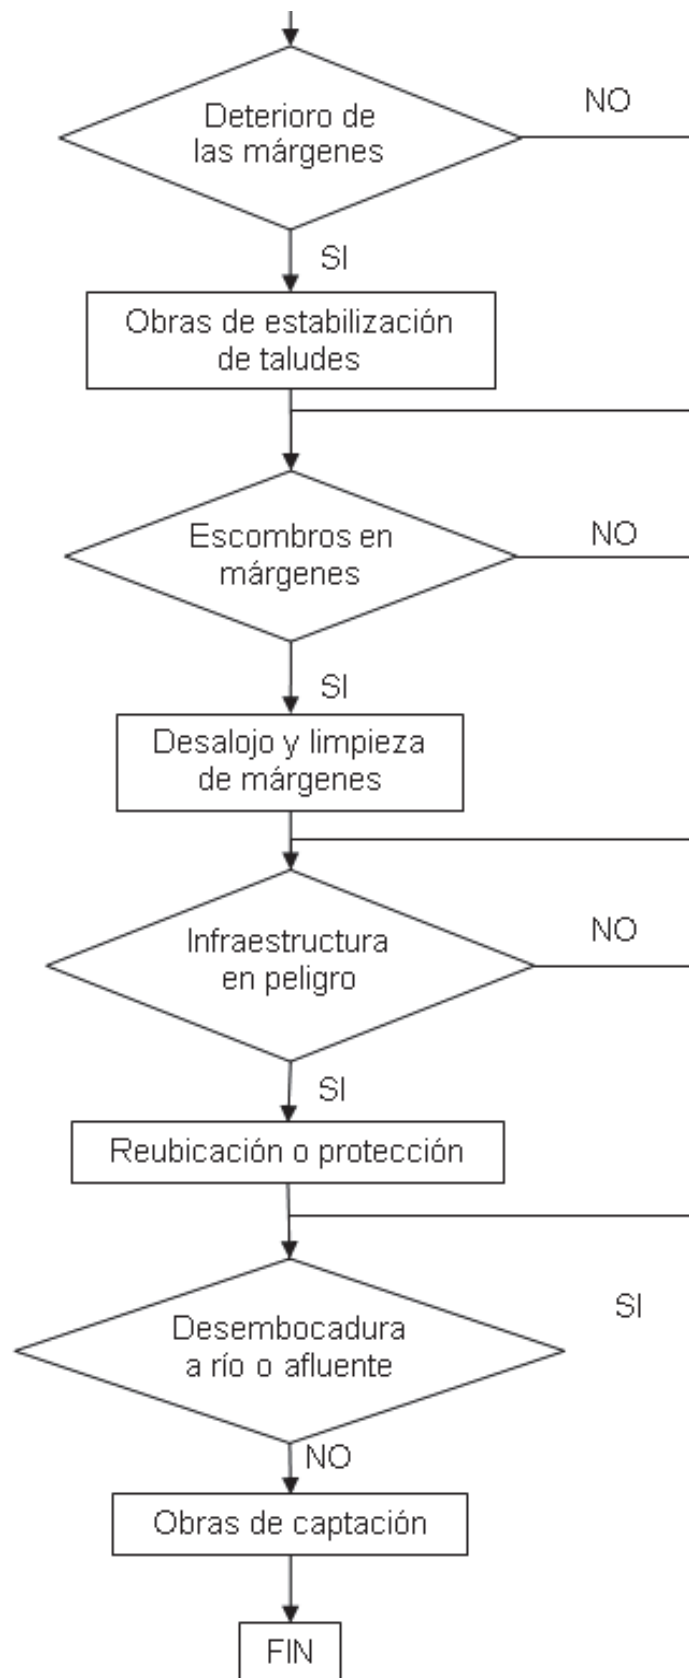 Deterioro de
las márgenes
NO
SI
Obras de estabilización
de taludes
Escombros en
márgenes
NO
SI
Desalojo y limpieza
de márgenes
Infraestructura
en peligro
NO
SI
Reubicación o protección
Desembocadura
a río o afluente
SI
NO
Obras de captación
FIN